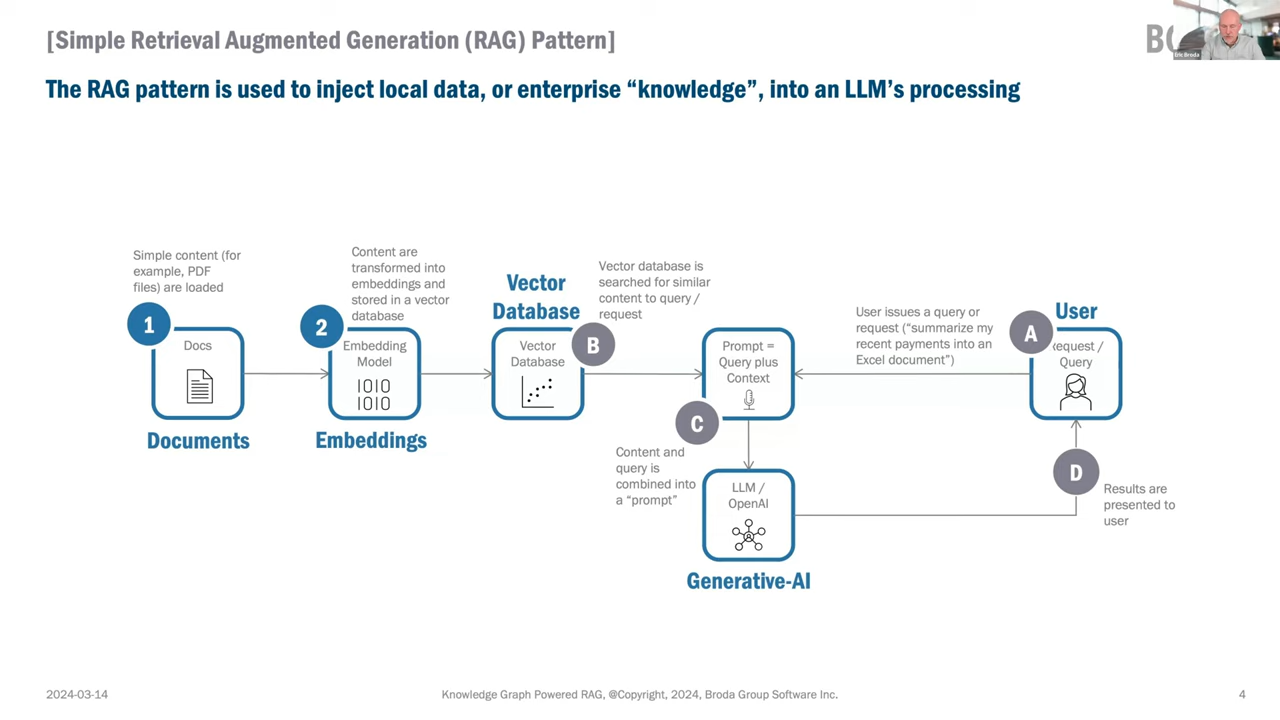 [Simple Retrieval Augmented Generation (RAG) Pattern]
The RAG pattern is used to inject local data, or enterprise “knowledge”, into an LLM’s processing
Eric Broda
Simple content (for
example, PDF
files) are loaded
1
Docs
Documents
Content are
transformed into
embeddings and
stored in a vector
database
2
Embedding
Model
1010
1010
Embeddings
Vector
Database
Vector
Database
B
Vector database is
searched for similar
content to query /
request
Prompt =
Query plus
Context
C
Content and
query is
combined into
a “prompt”
LLM /
OpenAI
Generative-AI
User issues a query or
request (“summarize my
recent payments into an
Excel document”)
A
User
Request /
Query
D
Results are
presented to
user
2024-03-14
Knowledge Graph Powered RAG, @Copyright, 2024, Broda Group Software Inc.
4